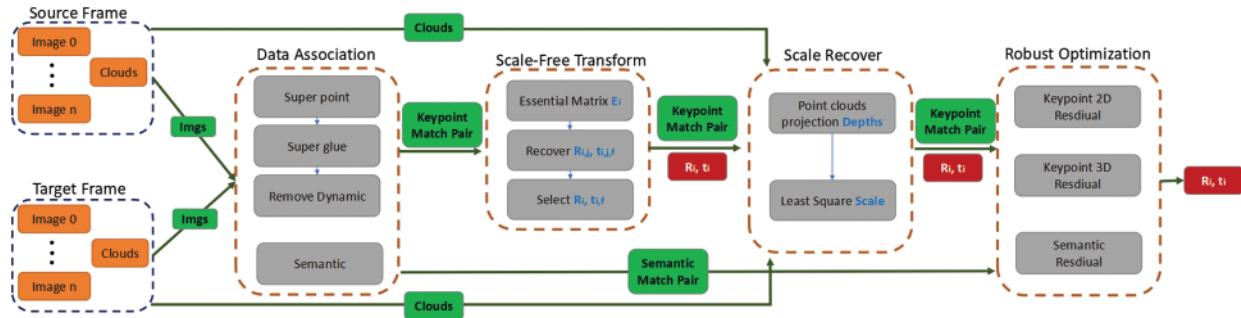 Source Frame
Image 0
Clouds
Image n
Target Frame
Image 0
Clouds
Image n
Imgs
Imgs
Clouds
Data Association
Super point
Super glue
Remove Dynamic
Semantic
Keypoint
Match Pair
Scale-Free Transform
Essential Matrix Ei
Recover Ri,j, ti,j,f
Select Ri, ti,f
Keypoint
Match Pair
Ri, ti
Semantic
Match Pair
Clouds
Scale Recover
Point clouds
projection Depths
Least Square Scale
Keypoint
Match Pair
Ri, ti
Robust Optimization
Keypoint 2D
Resdiual
Keypoint 3D
Resdiual
Semantic
Resdiual
Ri, ti